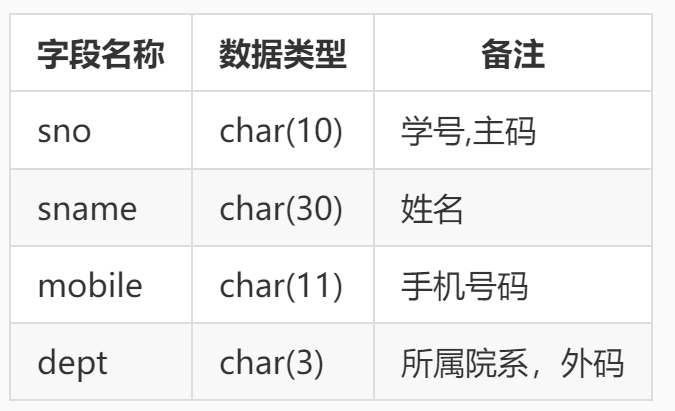 字段名称 数据类型 备注
sno char(10) 学号,主码
sname char(30) 姓名
mobile char(11) 手机号码
dept char(3) 所属院系，外码